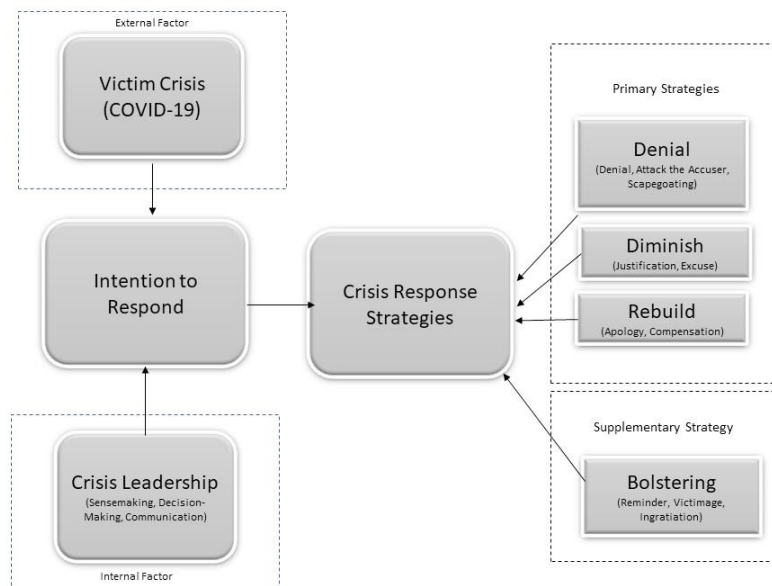 External Factor
Victim Crisis
(COVID-19)
Intention to
Respond
Crisis Leadership
(Sensemaking, Decision-
Making, Communication)
Internal Factor
Crisis Response
Strategies
Primary Strategies
Denial
(Denial, Attack the Accuser,
Scapegoating)
Diminish
(Justification, Excuse)
Rebuild
(Apology, Compensation)
Supplementary Strategy
Bolstering
(Reminder, Victimage,
Ingratiation)